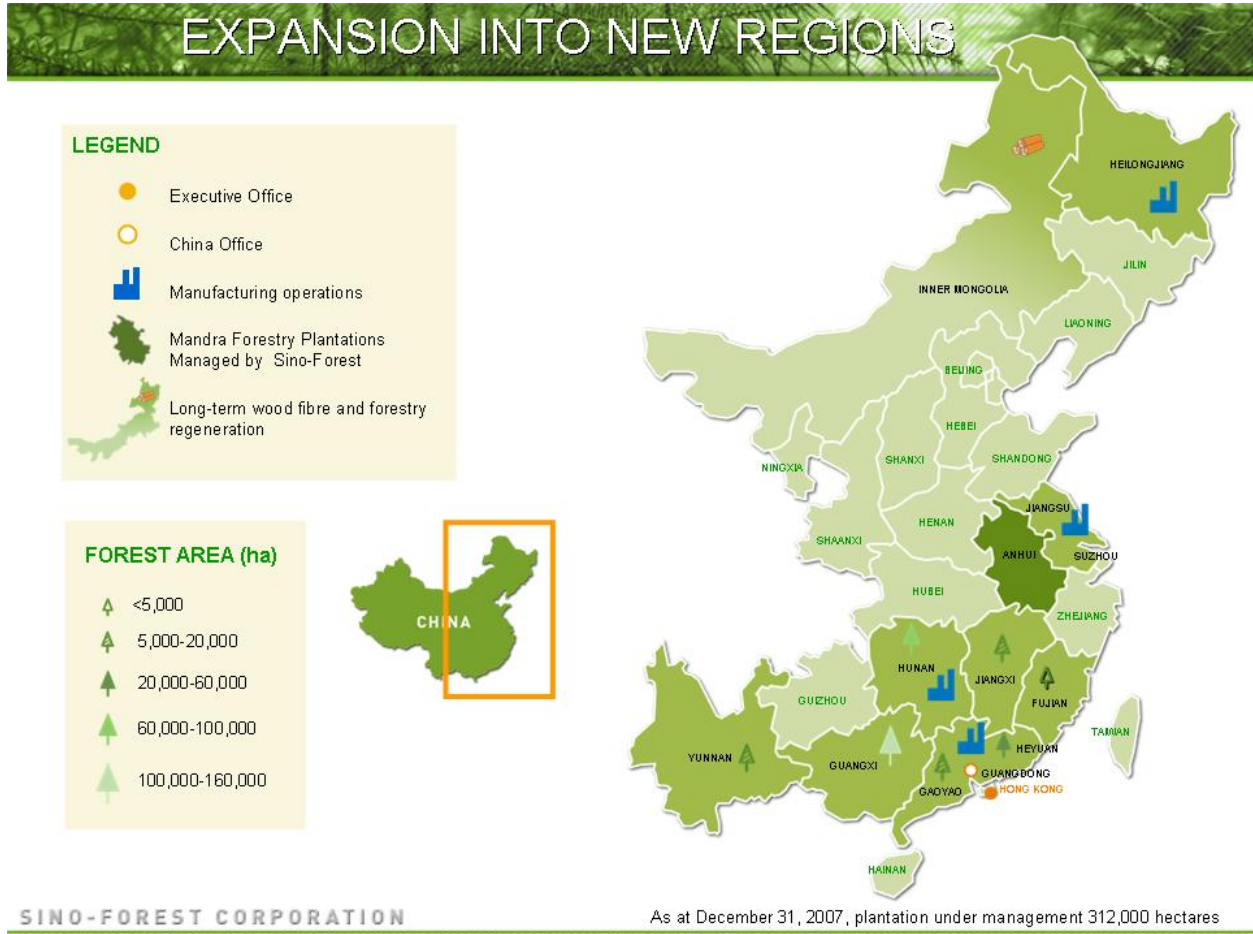 EXPANSION INTO NEW REGIONS
LEGEND
Executive Office
China Office
Manufacturing operations
Mandra Forestry Plantations
Managed by Sino-Forest
Long-term wood fibre and forestry
regeneration
FOREST AREA (ha)
<5,000
5,000-20,000
20,000-60,000
60,000-100,000
100,000-160,000
CHINA
HEILONGJIANG
JILIN
INNER MONGOLIA
LIAONING
BEIJING
HEBEI
NINGXIA
SHANXI
SHANDONG
JIANGSU
HENAN
SHAANXI
ANHUI
SUZHOU
HUBEI
ZHEJIANG
HUNAN
JIANGXI
GUIZHOU
FUJIAN
TAIWAN
YUNNAN
GUANGXI
HEYUAN
GUANGDONG
GAOYAO
HONG KONG
HAINAN
SINO-FOREST CORPORATION
As at December 31, 2007, plantation under management 312,000 hectares